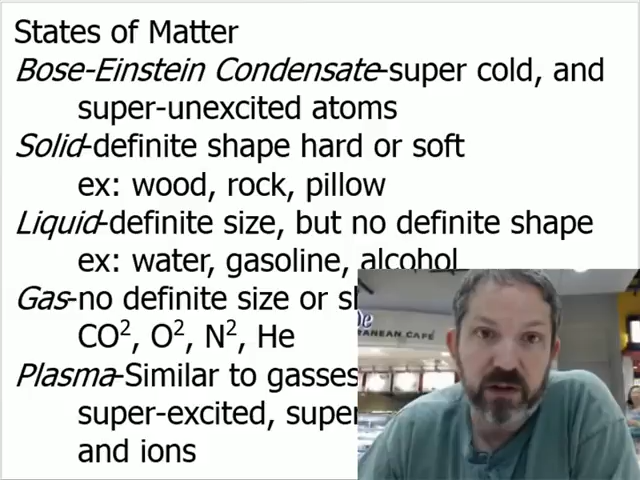 States of Matter
Bose-Einstein Condensate-super cold, and
super-unexcited atoms
Solid-definite shape hard or soft
ex: wood, rock, pillow
Liquid-definite size, but no definite shape
ex: water, gasoline, alcohol
Gas-no definite size or
CO², O², N², He
Plasma-Similar to gasses
super-excited, super
and ions
RANEAN CAFE